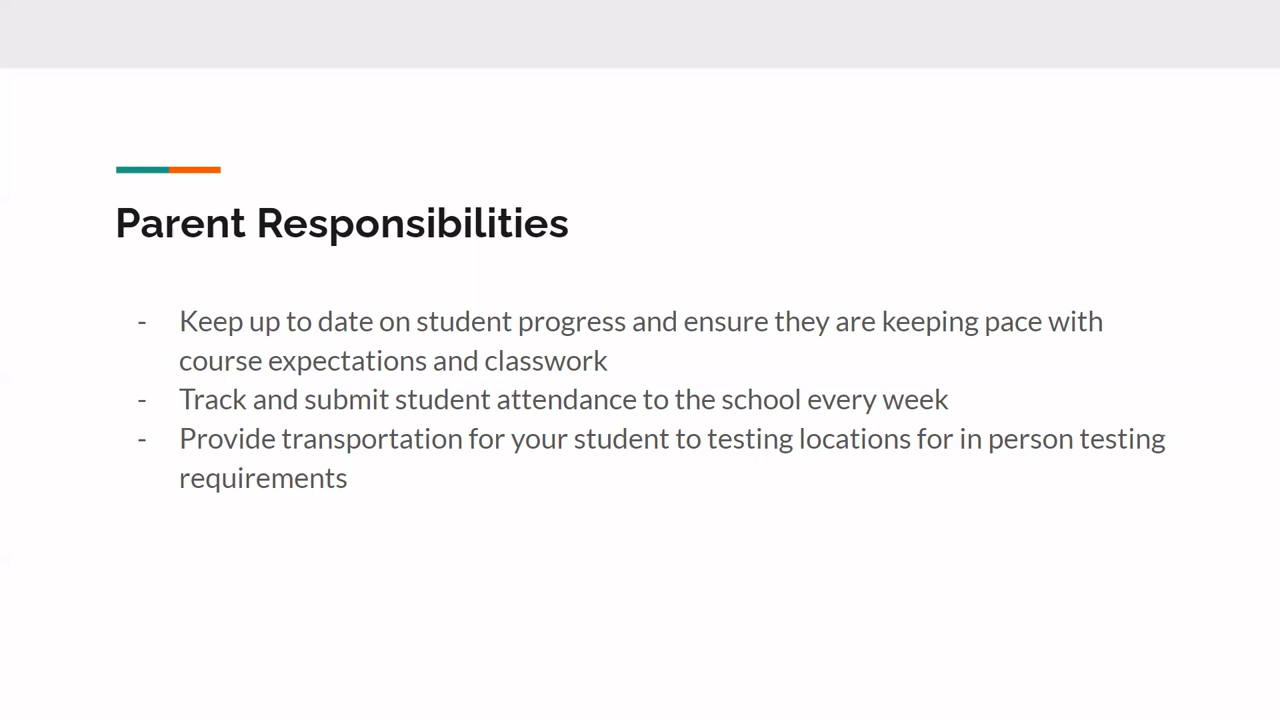 Parent Responsibilities
- Keep up to date on student progress and ensure they are keeping pace with
course expectations and classwork
- Track and submit student attendance to the school every week
- Provide transportation for your student to testing locations for in person testing
requirements